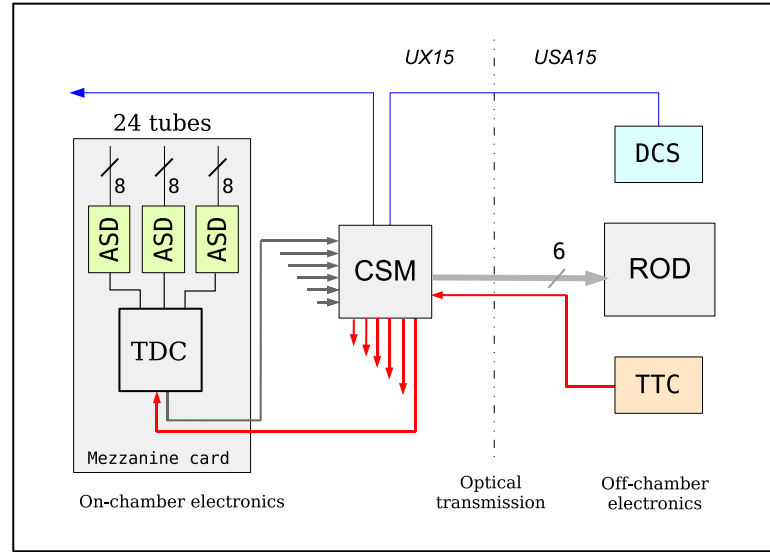 UX15
USA15
24 tubes
8
8
8
ASD
ASD
ASD
TDC
Mezzanine card
CSM
6
DCS
ROD
TTC
On-chamber electronics
Optical
transmission
Off-chamber
electronics